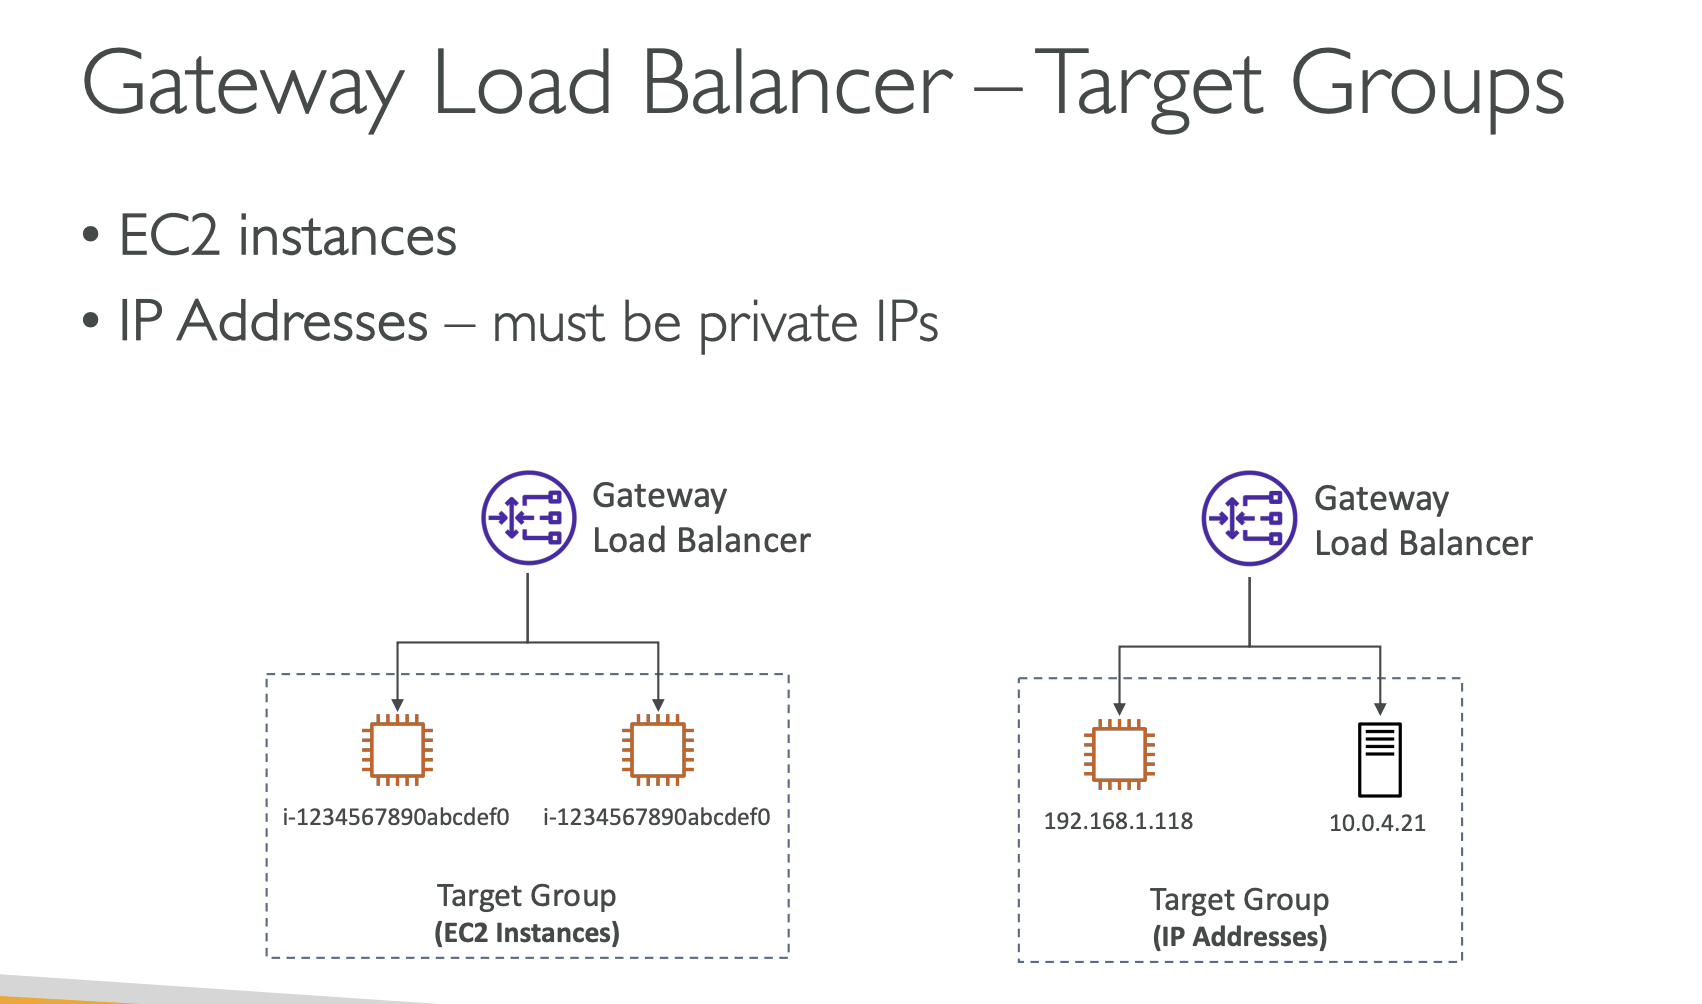 Gateway Load Balancer – Target Groups
• EC2 instances
• IP Addresses – must be private IPs
Gateway
Load Balancer
i-1234567890abcdef0
i-1234567890abcdef0
Target Group
(EC2 Instances)
Gateway
Load Balancer
192.168.1.118
10.0.4.21
Target Group
(IP Addresses)